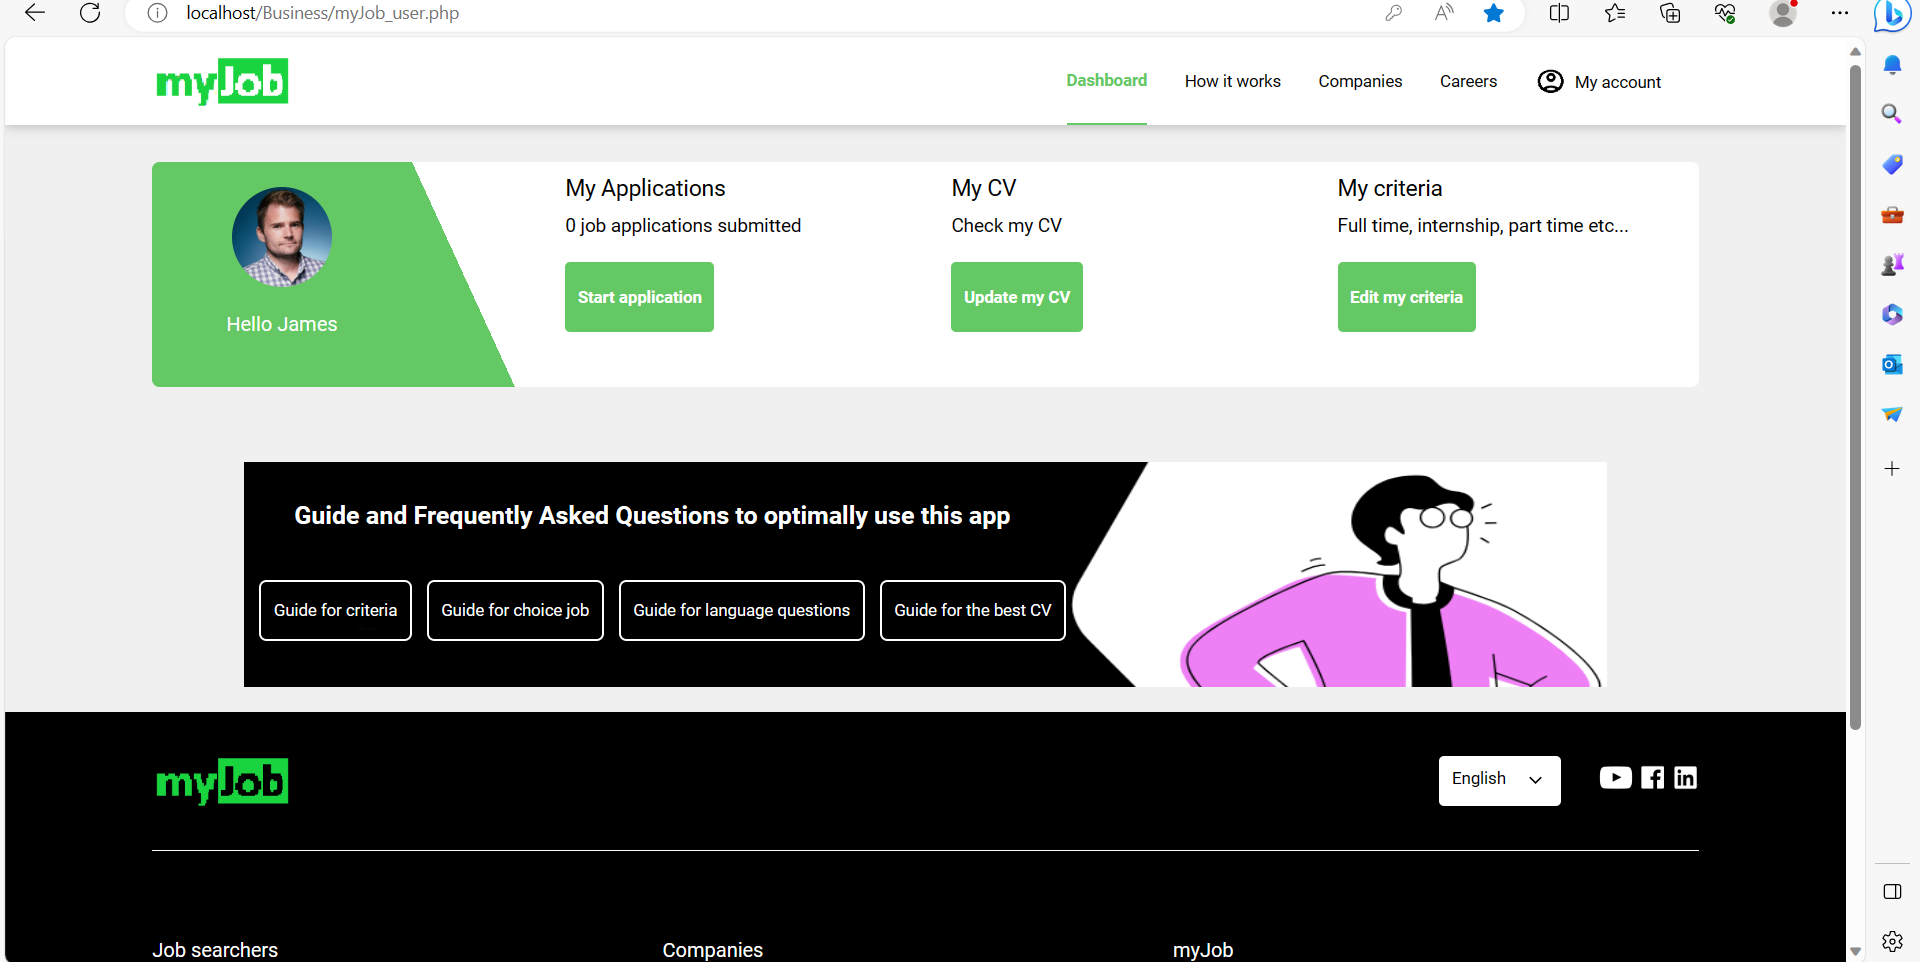 localhost/Business/myJob_user.php
myJob
Dashboard
How it works
Companies
Careers
My account
My Applications
0 job applications submitted
Start application
My CV
Check my CV
Update my CV
My criteria
Full time, internship, part time etc...
Edit my criteria
Hello James
Guide and Frequently Asked Questions to optimally use this app
Guide for criteria
Guide for choice job
Guide for language questions
Guide for the best CV
myJob
English
Job searchers
Companies
myJob